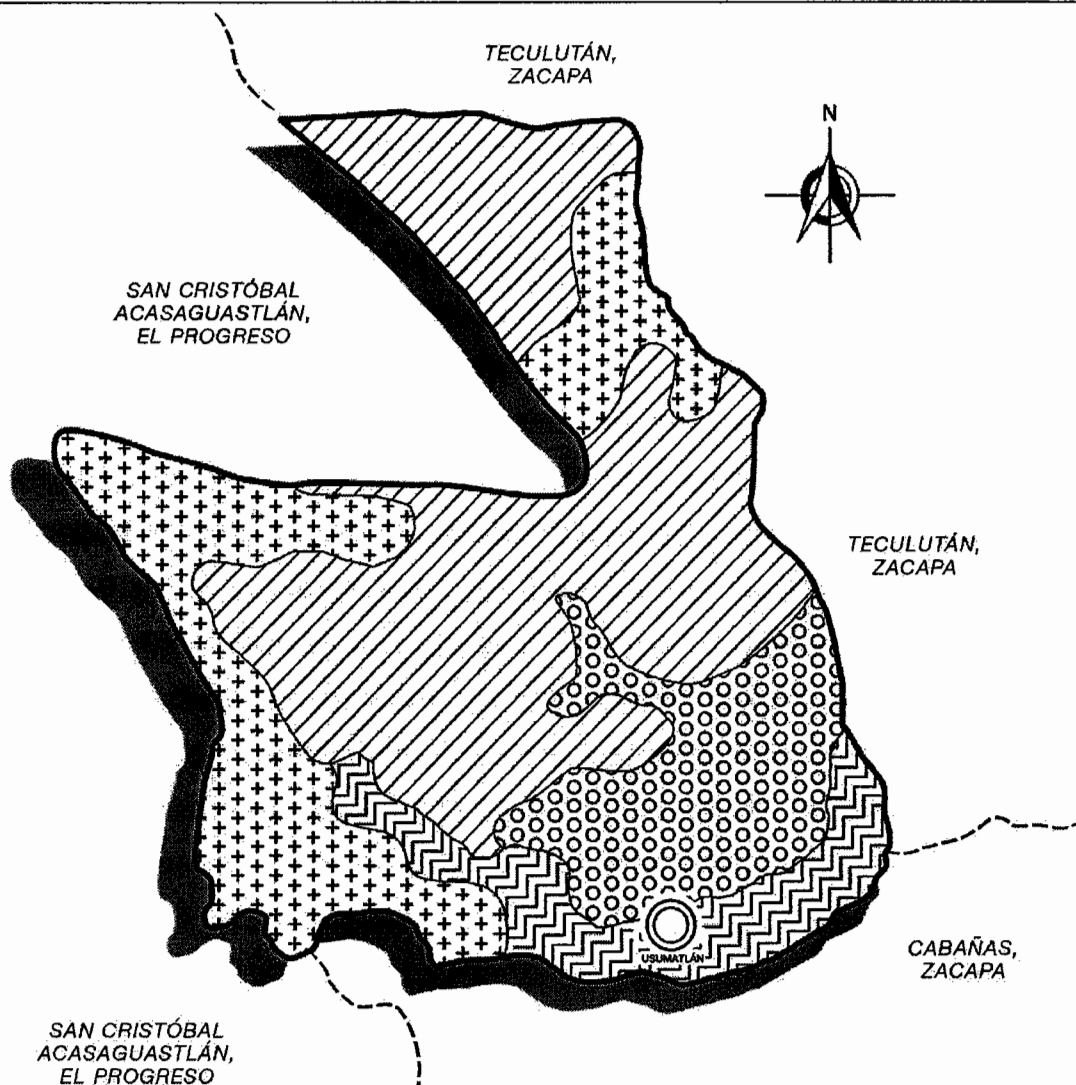 TECULUTÁN,
ZACAPA
N
SAN CRISTÓBAL
ACASAGUASTLÁN,
EL PROGRESO
TECULUTÁN,
ZACAPA
USUMATLÁN
CABAÑAS,
ZACAPA
SAN CRISTÓBAL
ACASAGUASTLÁN,
EL PROGRESO